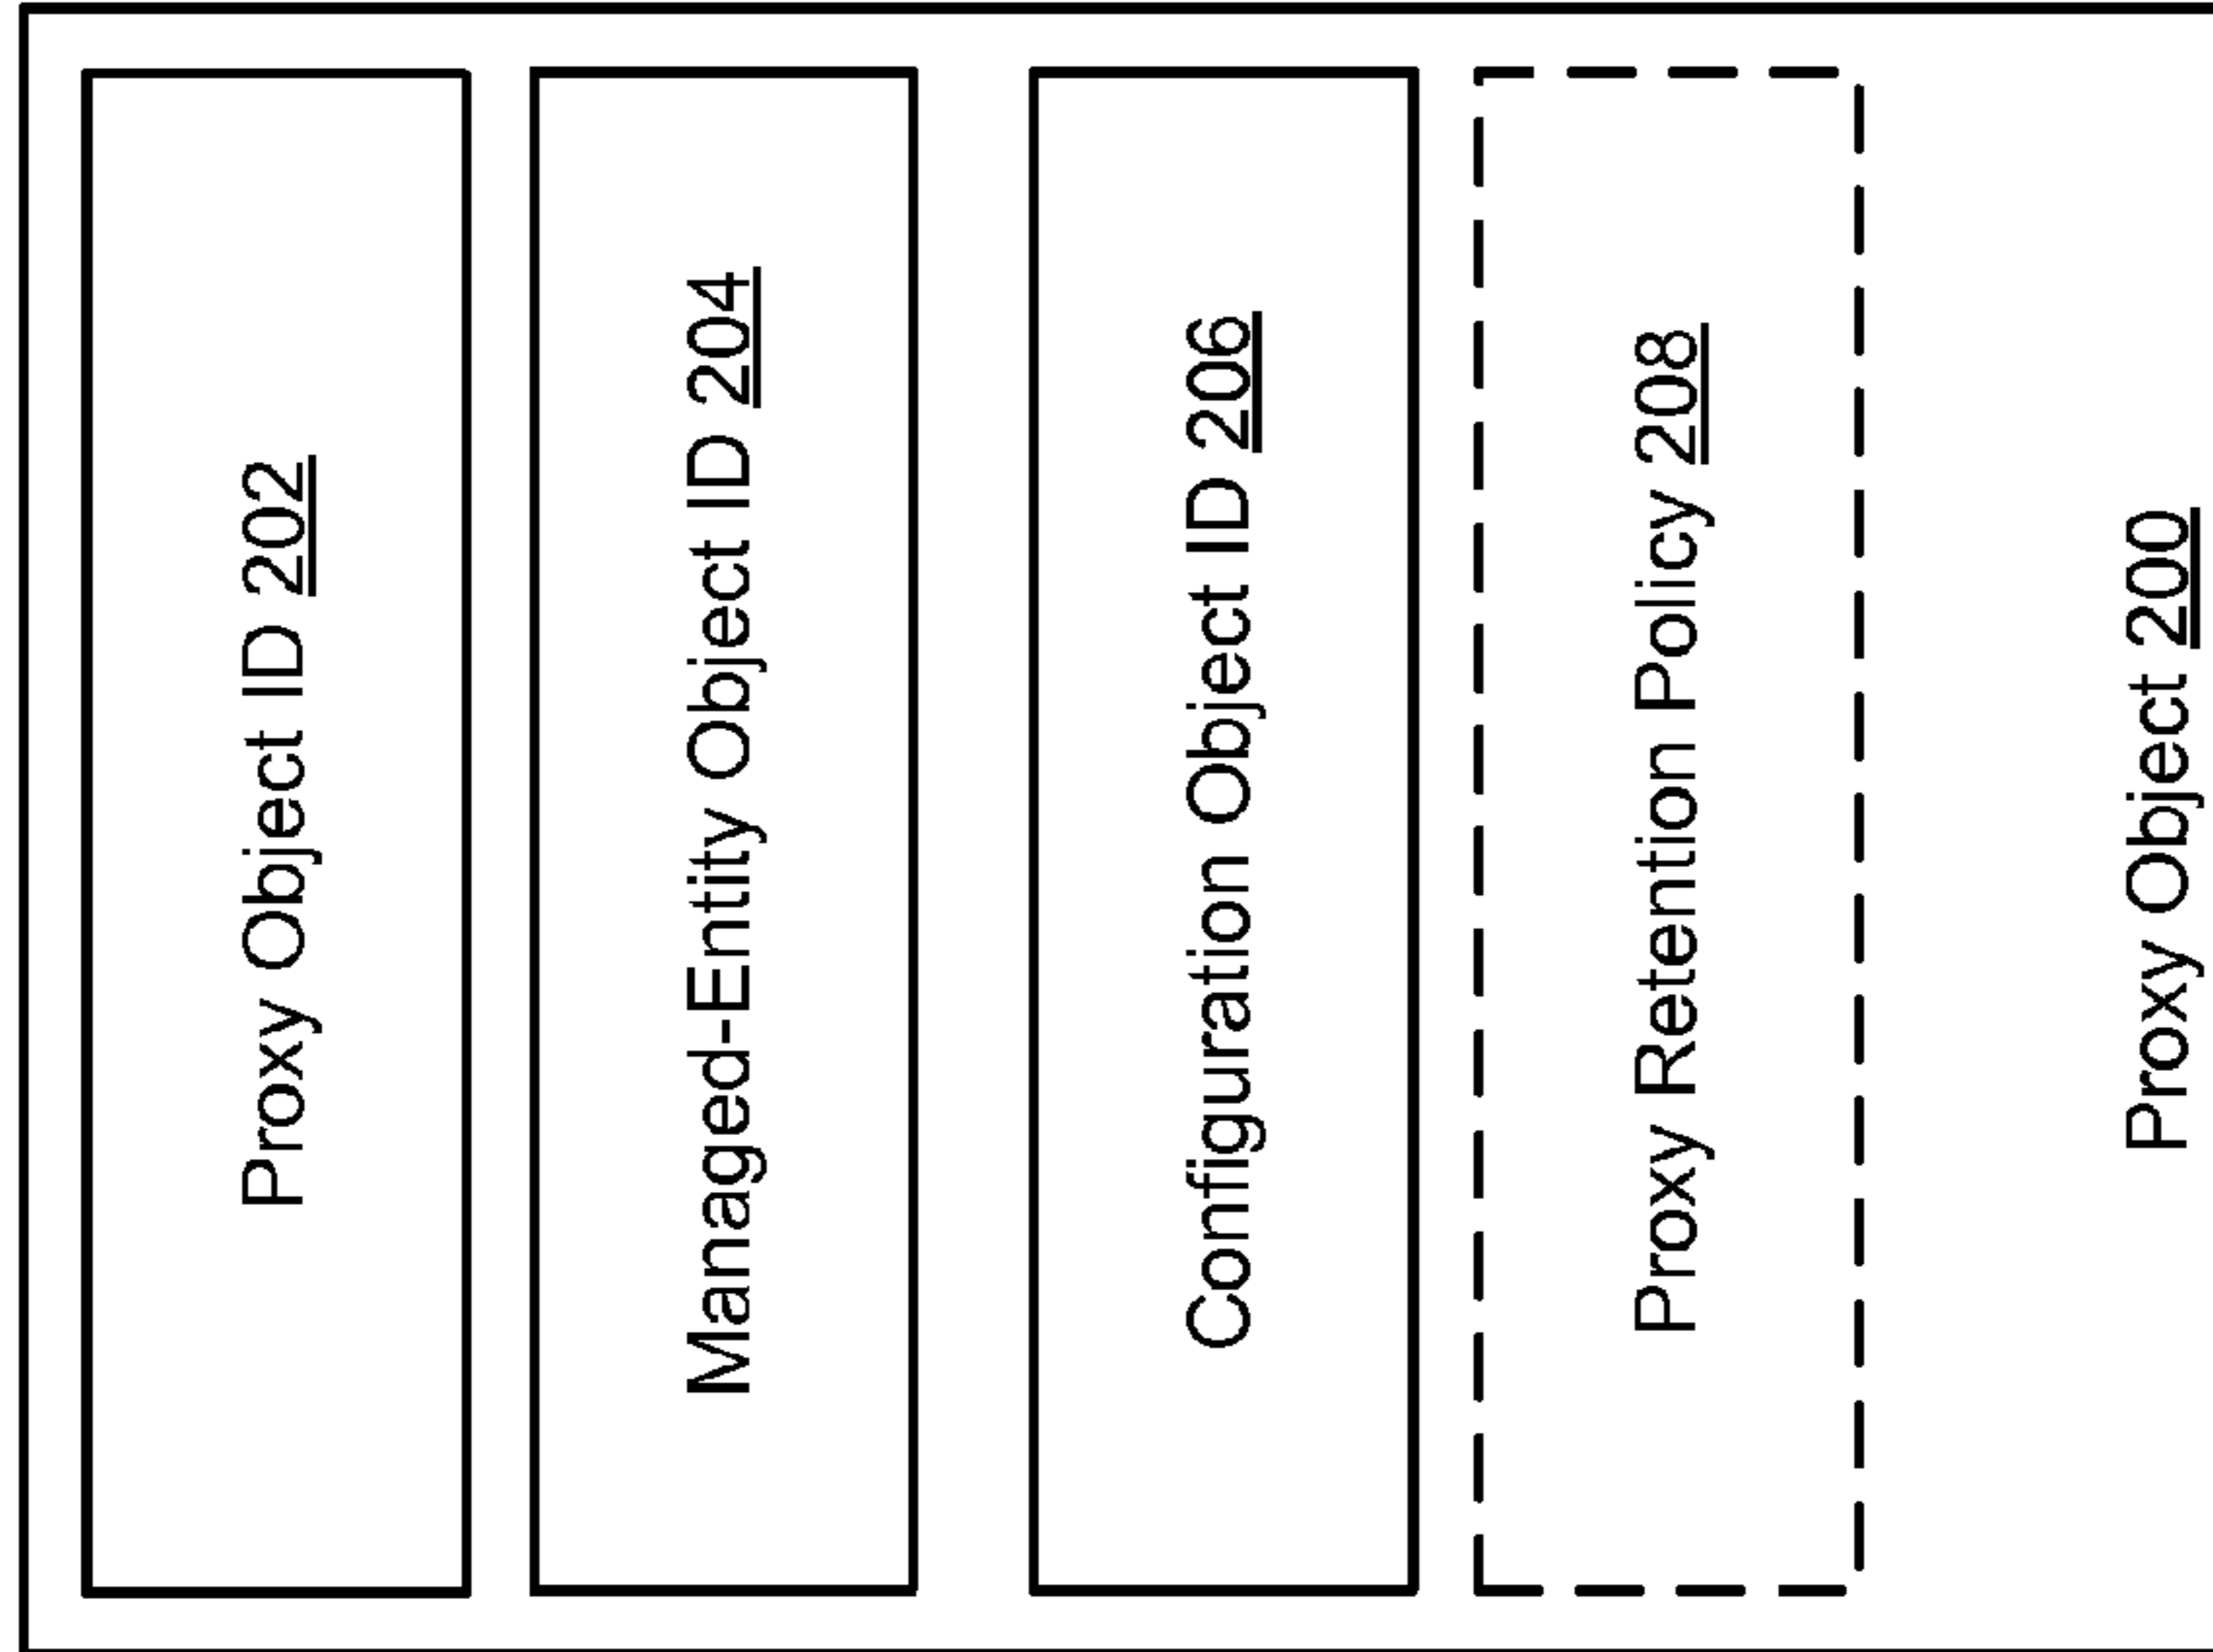 Proxy Object ID 202
Managed-Entity Object ID 204
Configuration Object ID 206
Proxy Retention Policy 208
Proxy Object 200